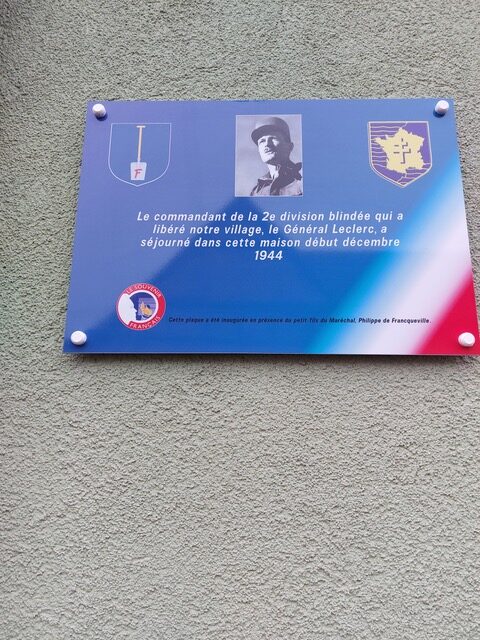 F
Le commandant de la 2e division blindée qui a
libéré notre village, le Général Leclerc, a
séjourné dans cette maison début décembre
1944
LE SOUVENIR
FRANÇAIS
Cette plaque a été inaugurée en présence du petit fils du Maréchal, Philippe de Francqueville.